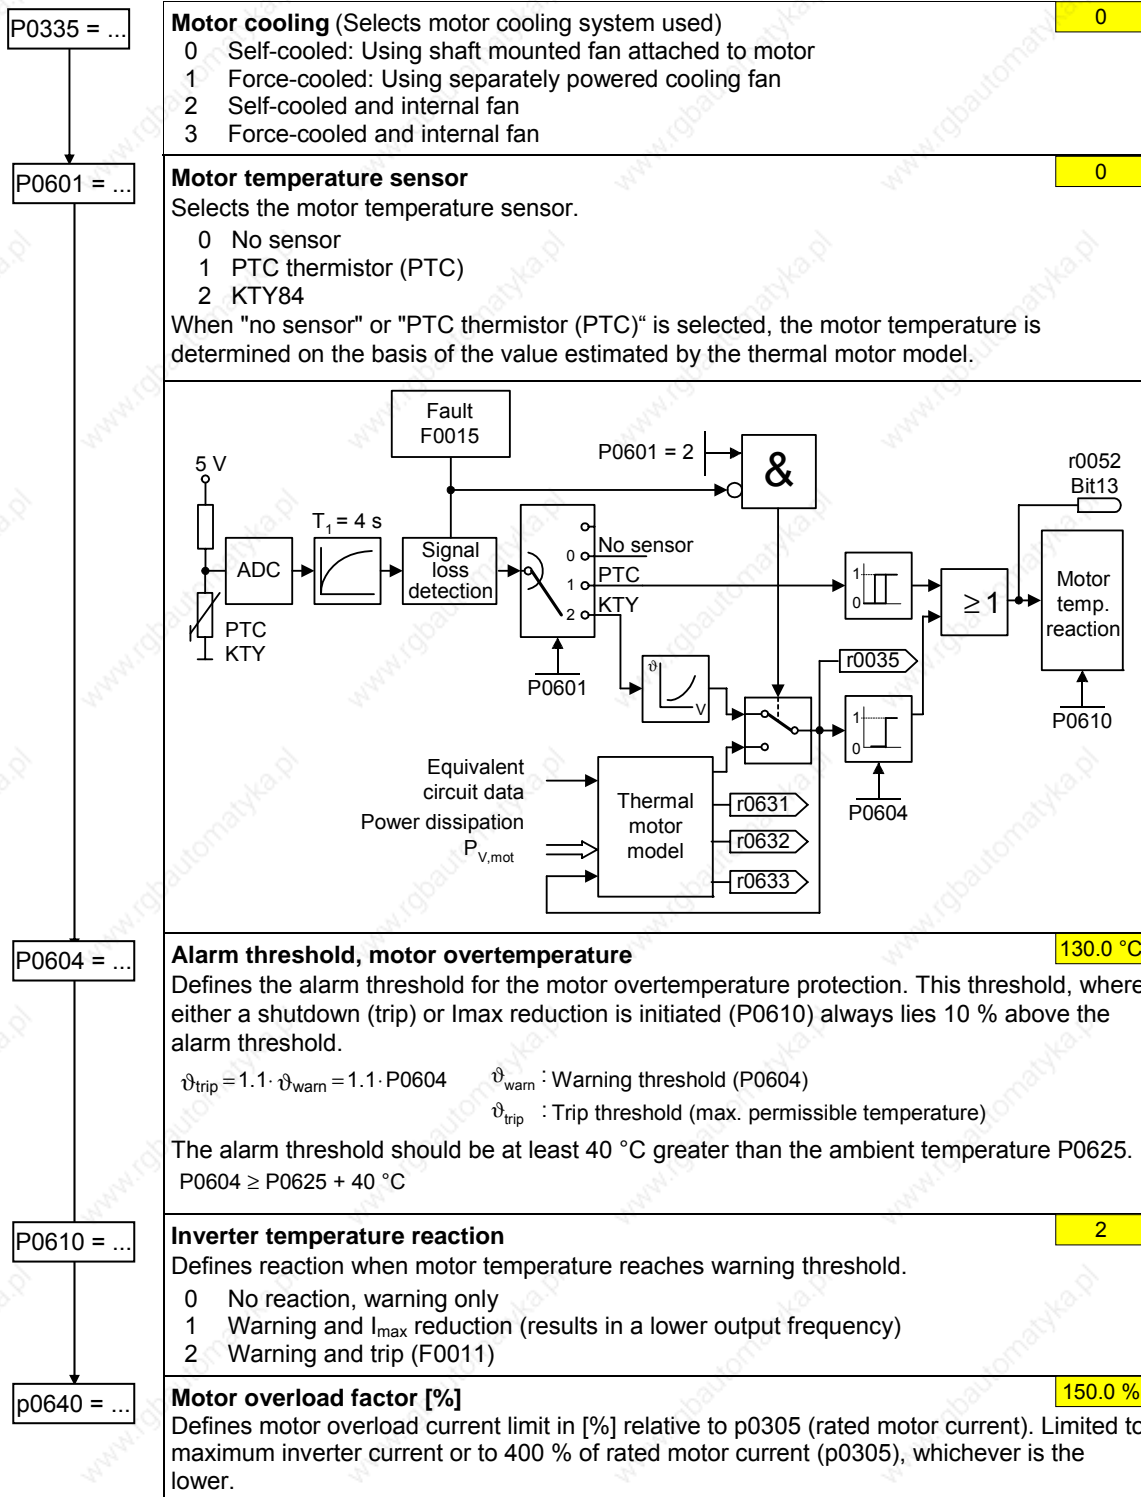 P0335 = ...
Motor cooling (Selects motor cooling system used)
0
0 Self-cooled: Using shaft mounted fan attached to motor
1 Force-cooled: Using separately powered cooling fan
2 Self-cooled and internal fan
3 Force-cooled and internal fan
P0601 = ...
Motor temperature sensor
0
Selects the motor temperature sensor.
0 No sensor
1 PTC thermistor (PTC)
2 KTY84
When "no sensor" or "PTC thermistor (PTC)“ is selected, the motor temperature is
determined on the basis of the value estimated by the thermal motor model.
Fault
F0015
P0601 = 2
&
r0052
Bit13
5 V
T1 = 4 s
ADC
Signal
loss
detection
0 No sensor
1 PTC
2 KTY
PTC
KTY
P0601
1
0
≥ 1
Motor
temp.
reaction
P0610
ϑ
V
r0035
1
0
P0604
Equivalent
circuit data
Power dissipation
PV,mot
Thermal
motor
model
r0631
r0632
r0633
P0604 = ...
Alarm threshold, motor overtemperature
130.0 °C
Defines the alarm threshold for the motor overtemperature protection. This threshold, where
either a shutdown (trip) or Imax reduction is initiated (P0610) always lies 10 % above the
alarm threshold.
ϑtrip = 1.1· ϑwarn = 1.1· P0604 ϑwarn : Warning threshold (P0604)
ϑtrip : Trip threshold (max. permissible temperature)
The alarm threshold should be at least 40 °C greater than the ambient temperature P0625.
P0604 ≥ P0625 + 40 °C
P0610 = ...
Inverter temperature reaction
2
Defines reaction when motor temperature reaches warning threshold.
0 No reaction, warning only
1 Warning and Imax reduction (results in a lower output frequency)
2 Warning and trip (F0011)
p0640 = ...
Motor overload factor [%]
150.0 %
Defines motor overload current limit in [%] relative to p0305 (rated motor current). Limited to
maximum inverter current or to 400 % of rated motor current (p0305), whichever is the
lower.
www.rgbautomatyka.pl